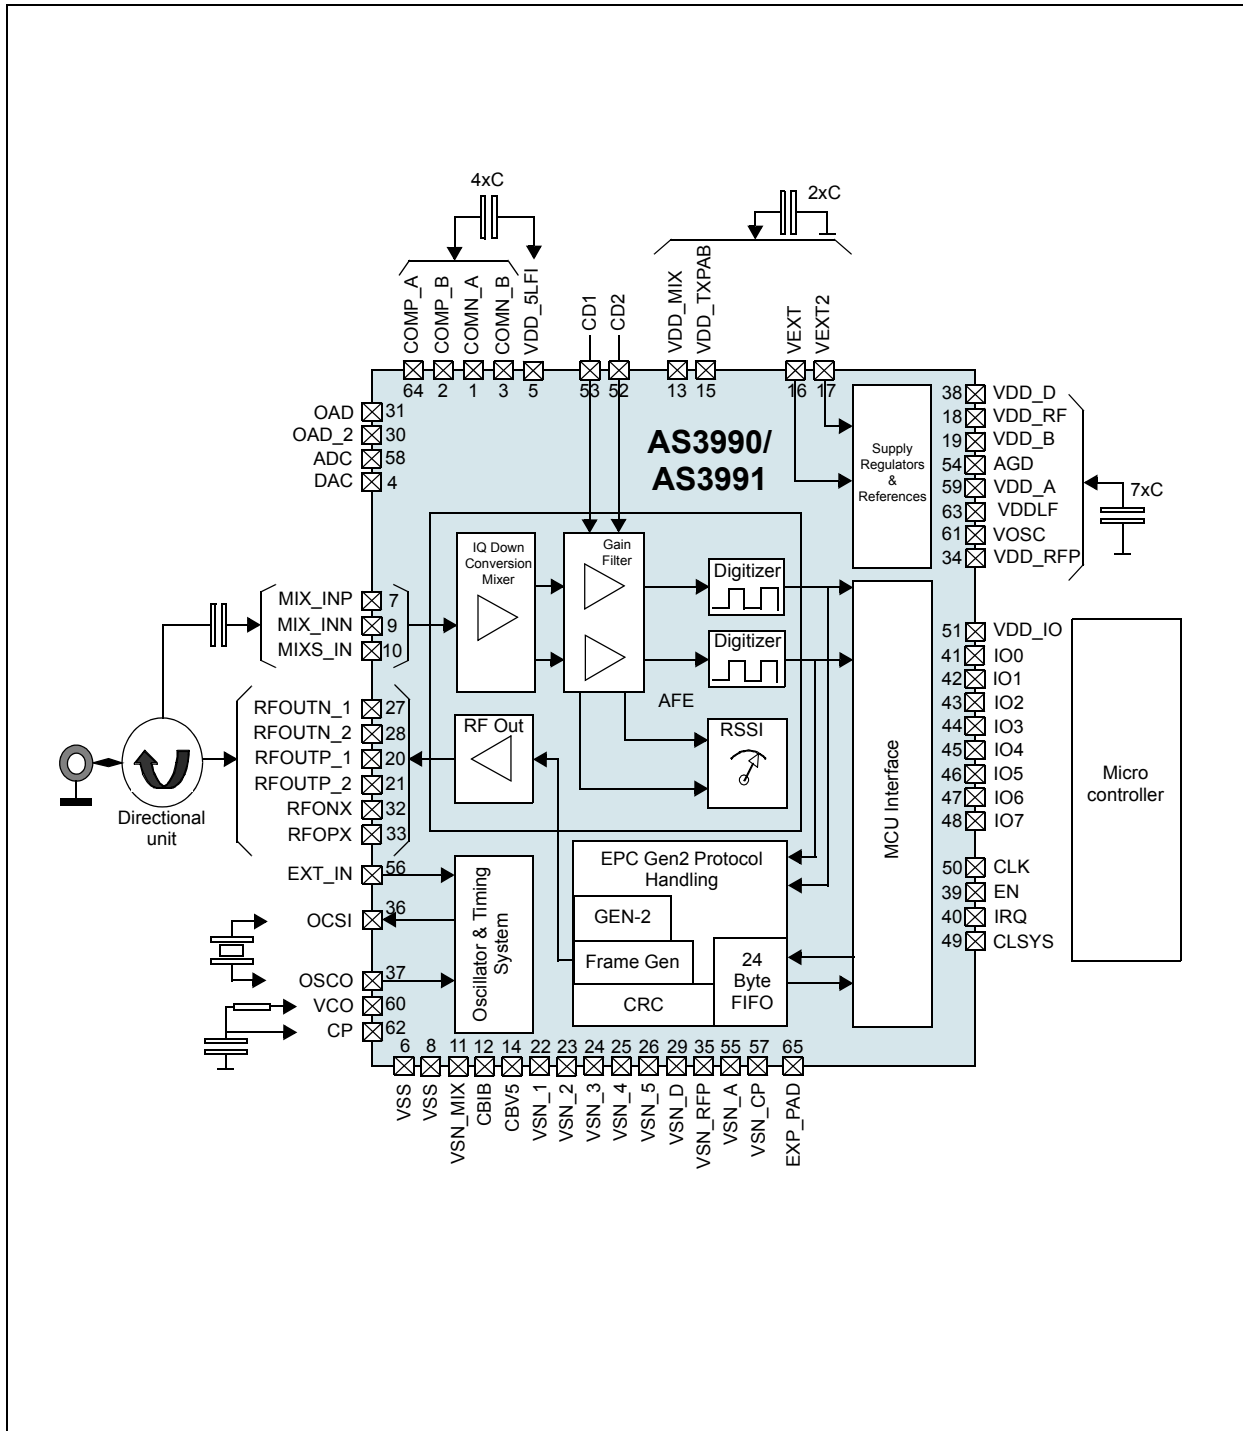 4xC
2xC
COMP_A
COMP_B
COMN_A
COMN_B
VDD_5LFI
CD1
CD2
VDD_MIX
VDD_TXPAB
VEXT
VEXT2
64
2
1
3
5
53
52
13
15
16
17
AS3990/
AS3991
OAD 31
OAD_2 30
ADC 58
DAC 4
Supply
Regulators
&
References
38 VDD_D
18 VDD_RF
19 VDD_B
54 AGD
59 VDD_A
63 VDDLF
61 VOSC
34 VDD_RFP
7xC
IQ Down
Conversion
Mixer
Gain
Filter
Digitizer
Digitizer
AFE
RF Out
RSSI
MIX_INP 7
MIX_INN 9
MIXS_IN 10
RFOUTN_1 27
RFOUTN_2 28
RFOUTP_1 20
RFOUTP_2 21
RFONX 32
RFOPX 33
Directional
unit
EXT_IN 56
OCSI 36
OSCO 37
VCO 60
CP 62
Oscillator & Timing
System
EPC Gen2 Protocol
Handling
GEN-2
Frame Gen
CRC
24
Byte
FIFO
MCU Interface
51 VDD_IO
41 IO0
42 IO1
43 IO2
44 IO3
45 IO4
46 IO5
47 IO6
48 IO7
50 CLK
39 EN
40 IRQ
49 CLSYS
Micro
controller
6
8
11
12
14
22
23
24
25
26
29
35
55
57
65
VSS
VSS
VSN_MIX
CBIB
CBV5
VSN_1
VSN_2
VSN_3
VSN_4
VSN_5
VSN_D
VSN_RFP
VSN_A
VSN_CP
EXP_PAD